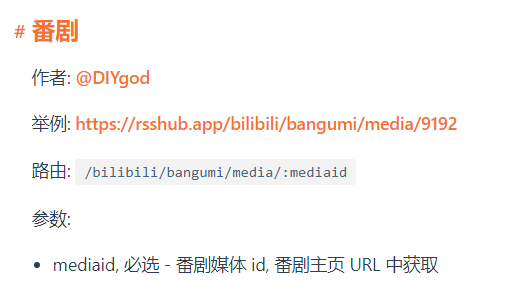 # 番剧
作者: @DIYgod
举例: https://rsshub.app/bilibili/bangumi/media/9192
路由: /bilibili/bangumi/media/:mediaid
参数:
• mediaid, 必选 - 番剧媒体 id, 番剧主页 URL 中获取